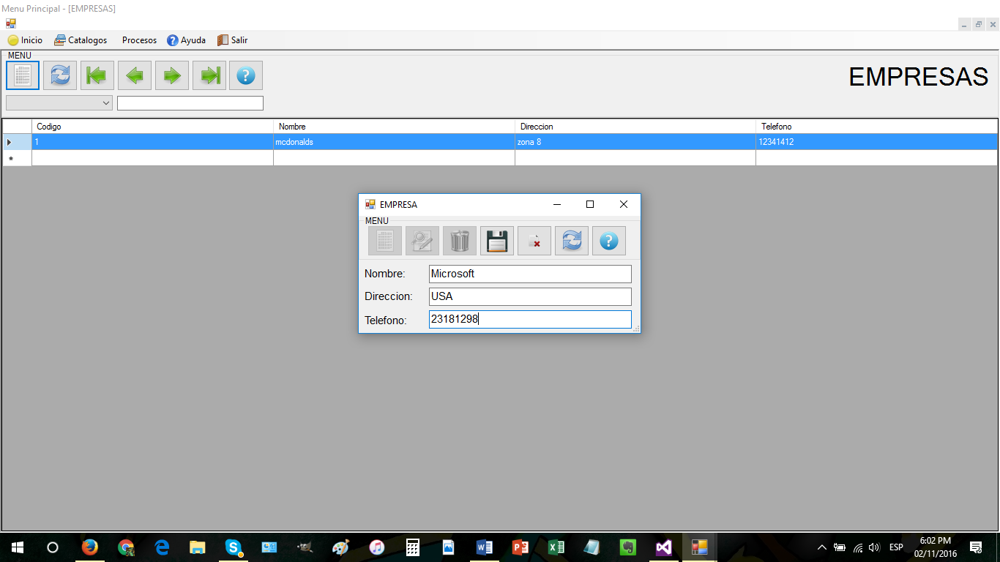 Menu Principal - [EMPRESAS]
Inicio Catalogos Procesos Ayuda Salir
MENU
EMPRESAS
Codigo Nombre Direccion Telefono
1 mcdonalds zona 8 12341412
*
EMPRESA
MENU
Nombre: Microsoft
Direccion: USA
Telefono: 23181298
ESP
6:02 PM
02/11/2016